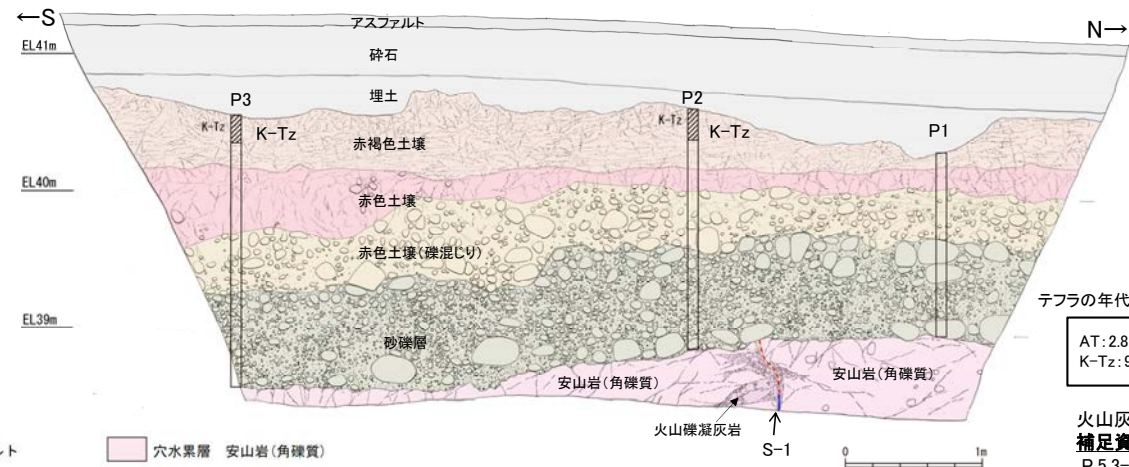 ←S
N→
アスファルト
EL41m
砕石
埋土
P3
P2
P1
K-Tz
K-Tz
K-Tz
K-Tz
赤褐色土壌
EL40m
赤色土壌
赤色土壌(礫混じり)
EL39m
砂礫層
安山岩(角礫質)
安山岩(角礫質)
火山礫凝灰岩
S-1
0
1m
ルト
穴水累層 安山岩(角礫質)
テフラの年代
AT:2.8
K-Tz:9
火山灰
補足資
P.5.3-